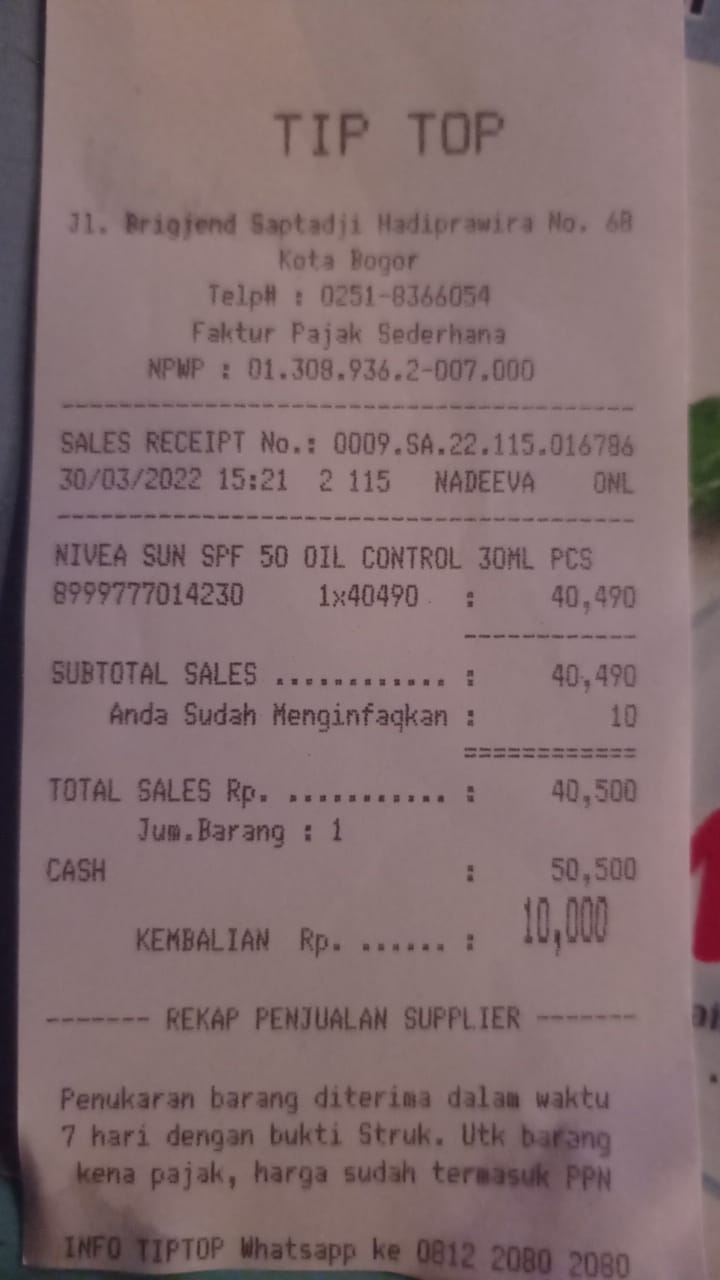 TIP TOP
Jl. Brigjend Saptadji Hadiprawira No. 68
Kota Bogor
Telp# : 0251-8366054
Faktur Pajak Sederhana
NPWP : 01.308.936.2-007.000
---------------------------------------
SALES RECEIPT No.: 0009.SA.22.115.016786
30/03/2022 15:21 2 115 NADEEVA ONL
---------------------------------------
NIVEA SUN SPF 50 OIL CONTROL 30ML PCS
8999777014230 1x40490 : 40,490
------------
SUBTOTAL SALES ............ : 40,490
Anda Sudah Menginfaqkan : 10
============
TOTAL SALES Rp. ........... : 40,500
Jum.Barang : 1
CASH : 50,500
KEMBALIAN Rp. ...... : 10,000
------- REKAP PENJUALAN SUPPLIER -------
Penukaran barang diterima dalam waktu
7 hari dengan bukti Struk. Utk barang
kena pajak, harga sudah termasuk PPN
INFO TIPTOP Whatsapp ke 0812 2080 2080